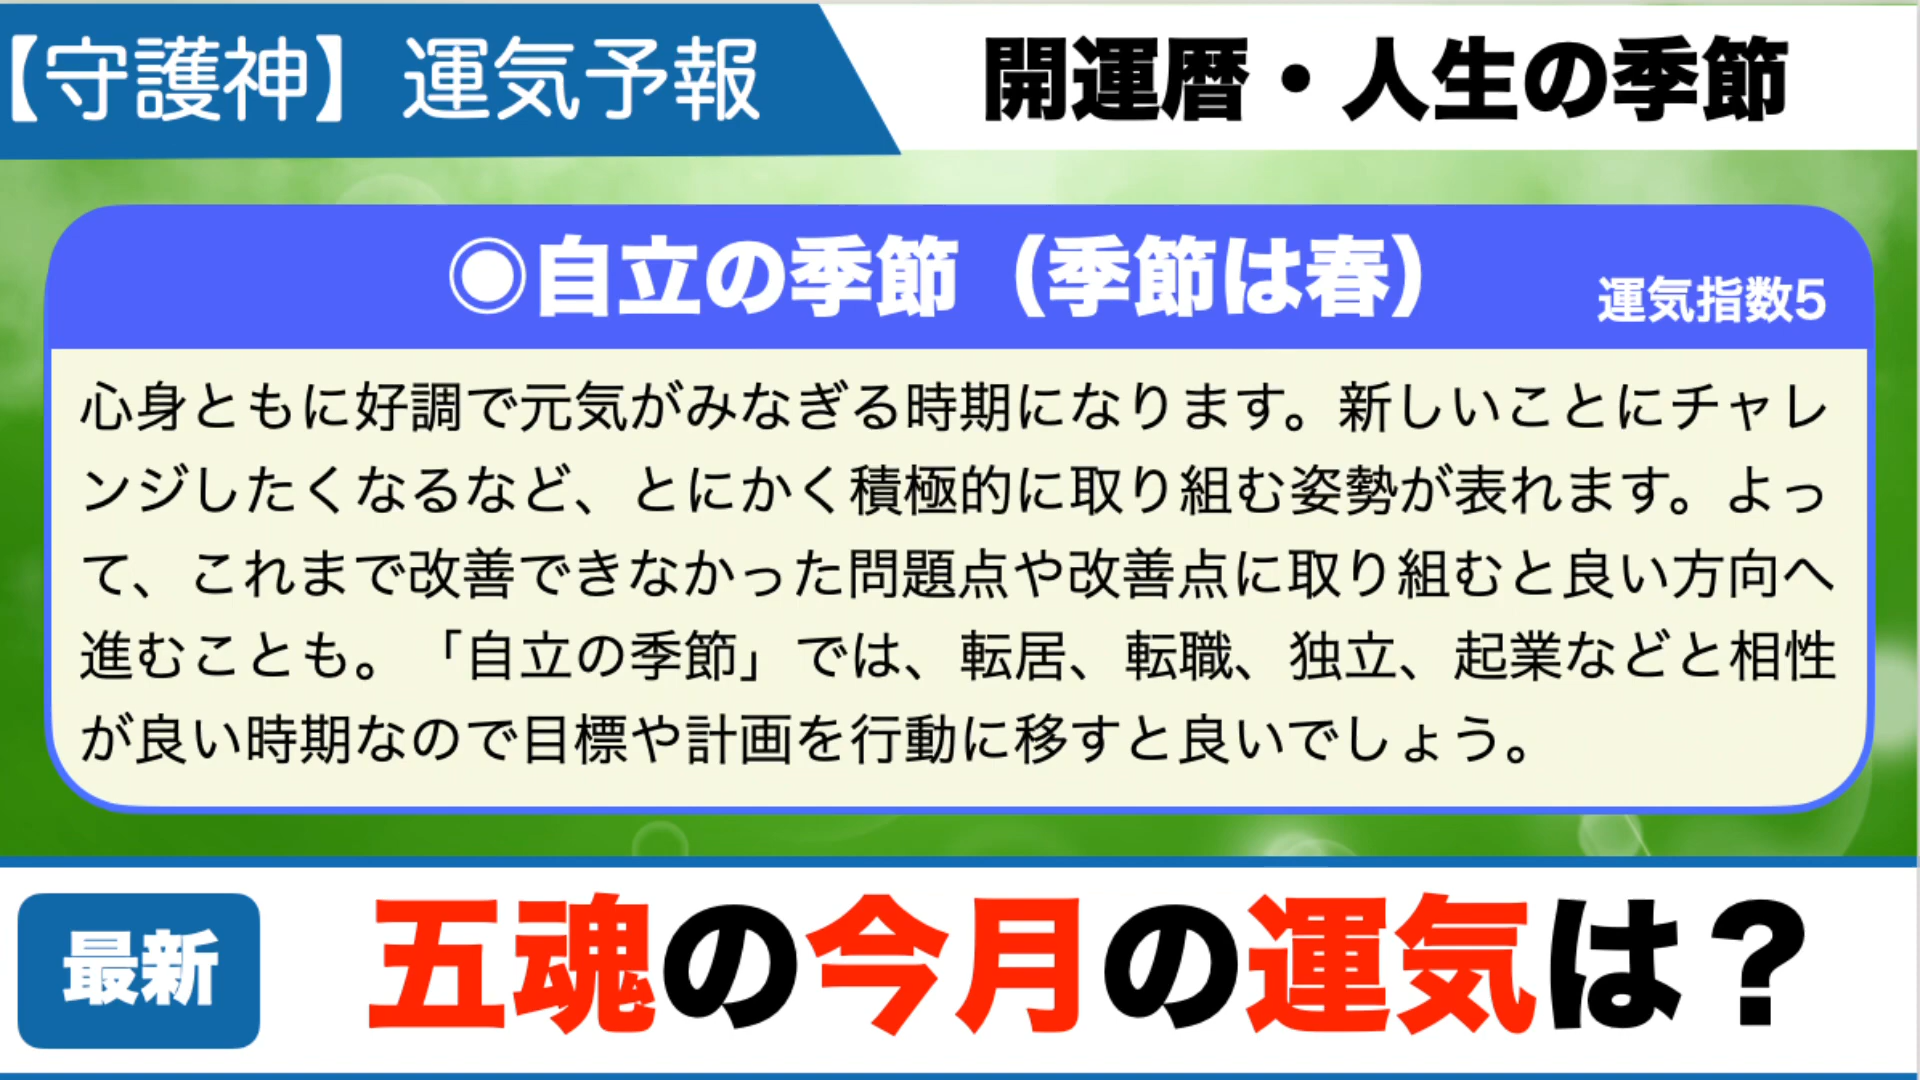 【守護神】運気予報
開運暦・人生の季節
◉自立の季節（季節は春）
運気指数5
心身ともに好調で元気がみなぎる時期になります。新しいことにチャレ
ンジしたくなるなど、とにかく積極的に取り組む姿勢が表れます。よっ
て、これまで改善できなかった問題点や改善点に取り組むと良い方向へ
進むことも。「自立の季節」では、転居、転職、独立、起業などと相性
が良い時期なので目標や計画を行動に移すと良いでしょう。
最新
五魂の今月の運気は？